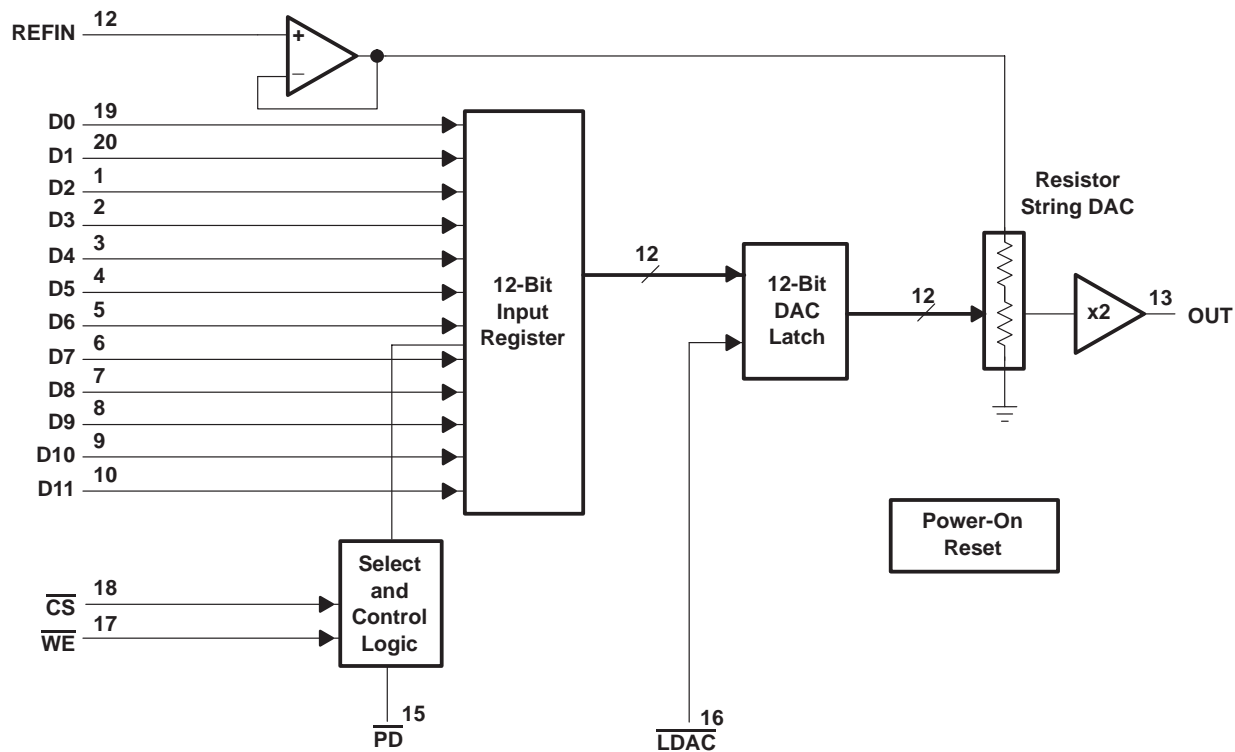 REFIN 12
+
–
D0 19
D1 20
D2 1
D3 2
D4 3
D5 4
D6 5
D7 6
D8 7
D9 8
D10 9
D11 10
12-Bit
Input
Register
12
12-Bit
DAC
Latch
12
Resistor
String DAC
x2
13
OUT
Power-On
Reset
Select
and
Control
Logic
CS 18
WE 17
PD 15
LDAC 16